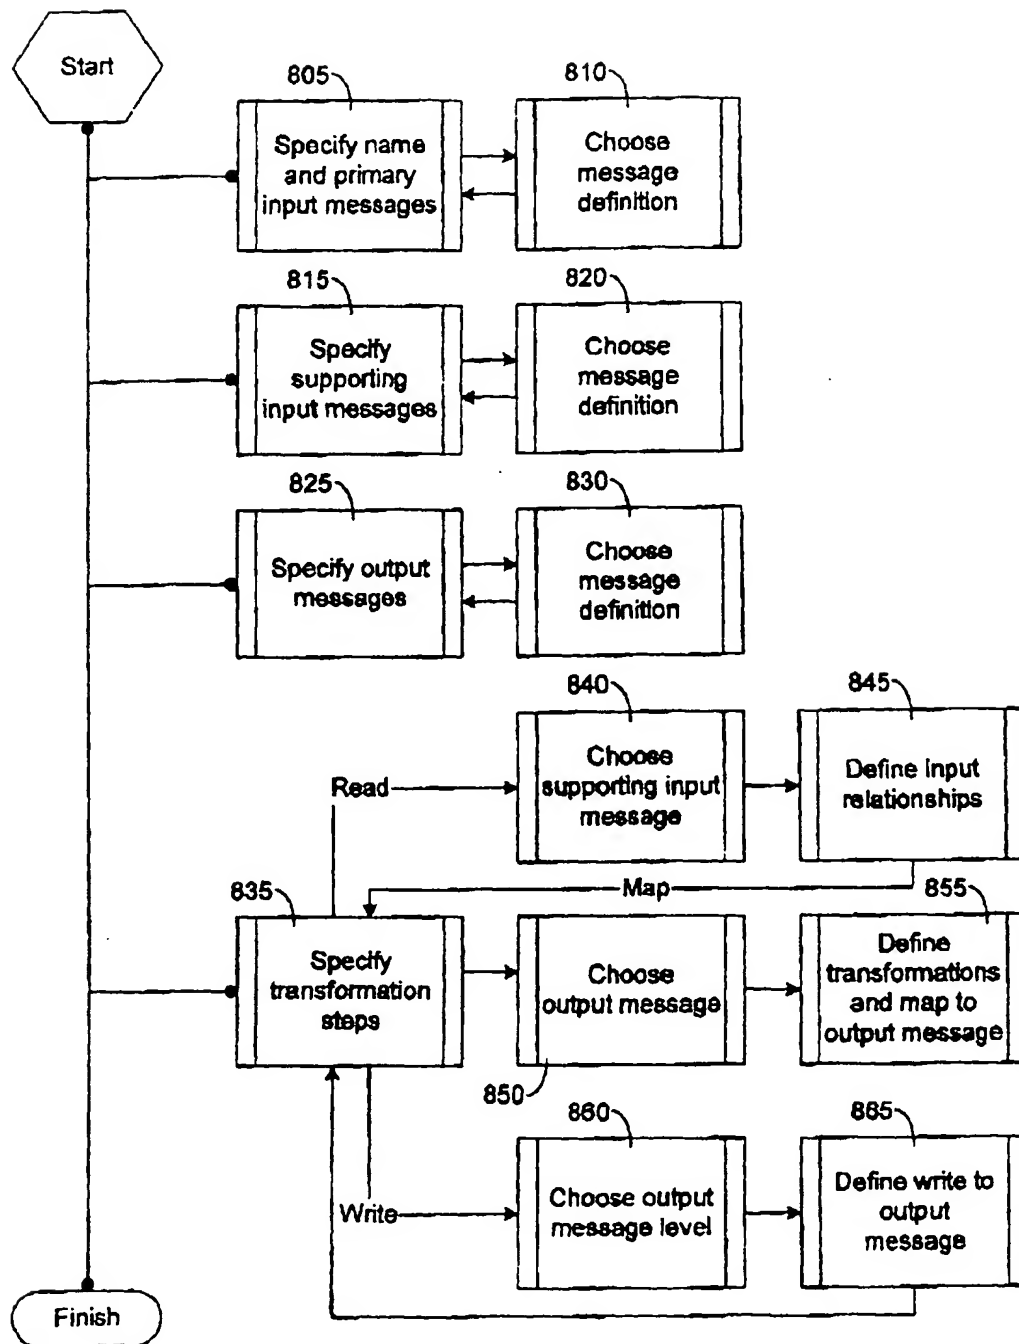 Start
805
Specify name
and primary
input messages
810
Choose
message
definition
815
Specify
supporting
input messages
820
Choose
message
definition
825
Specify output
messages
830
Choose
message
definition
840
Choose
supporting input
message
845
Define input
relationships
Read
Map
835
Specify
transformation
steps
Choose
output message
850
855
Define
transformations
and map to
output message
860
Choose output
message level
865
Define write to
output
message
Write
Finish